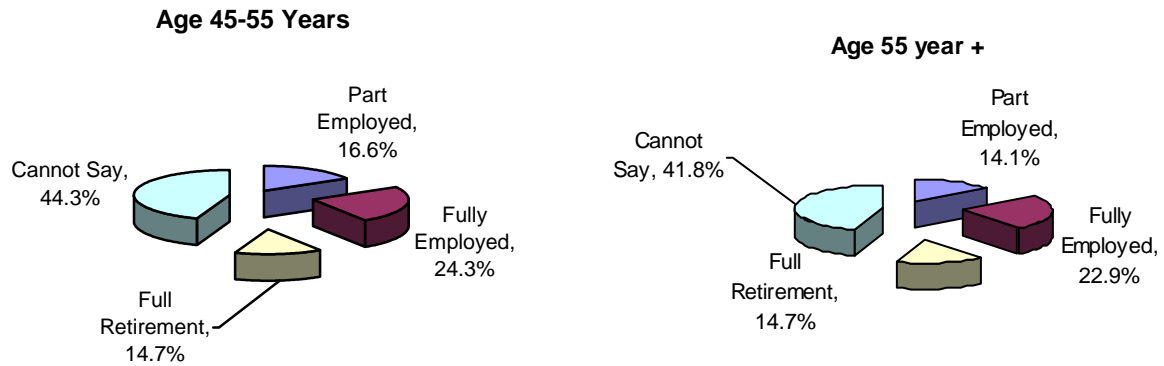 Age 45-55 Years
Part
Employed,
16.6%
Cannot Say,
44.3%
Fully
Employed,
24.3%
Full
Retirement,
14.7%
Age 55 year +
Part
Employed,
14.1%
Cannot
Say, 41.8%
Fully
Employed,
22.9%
Full
Retirement,
14.7%